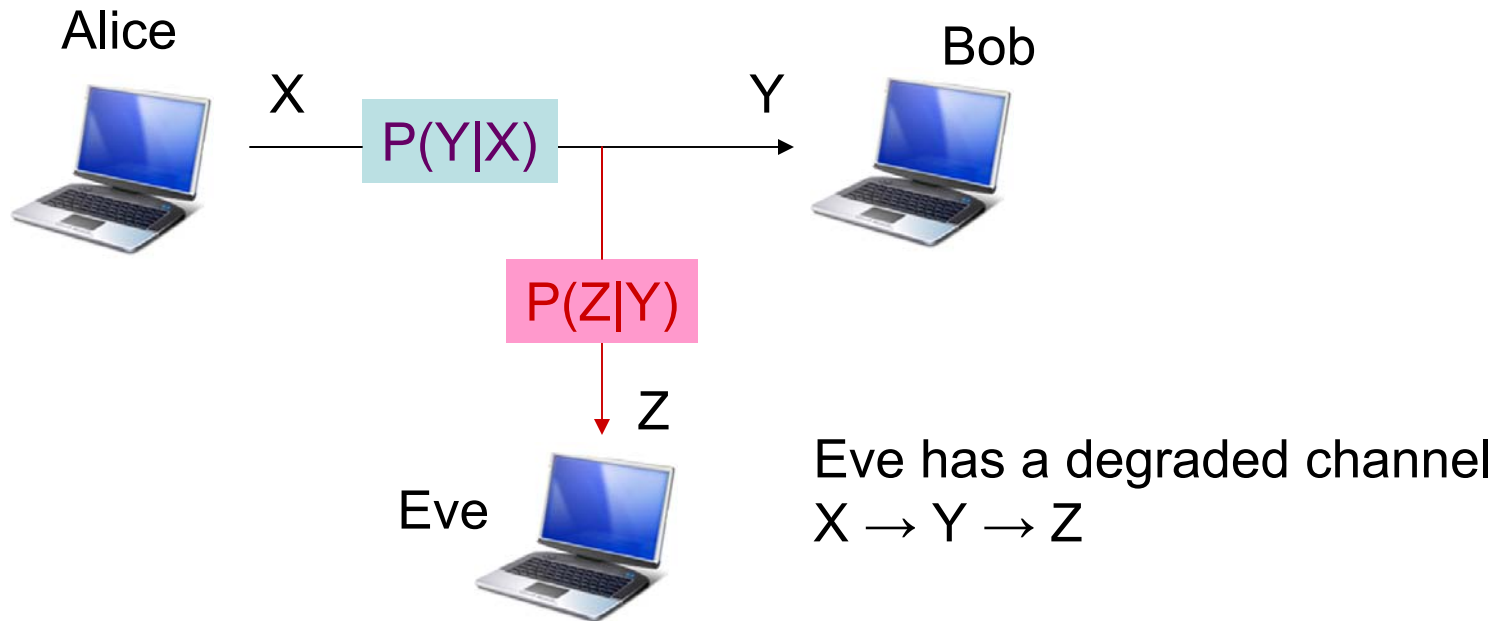 Alice
Bob
X
Y
P(Y|X)
P(Z|Y)
Z
Eve
Eve has a degraded channel
X → Y → Z